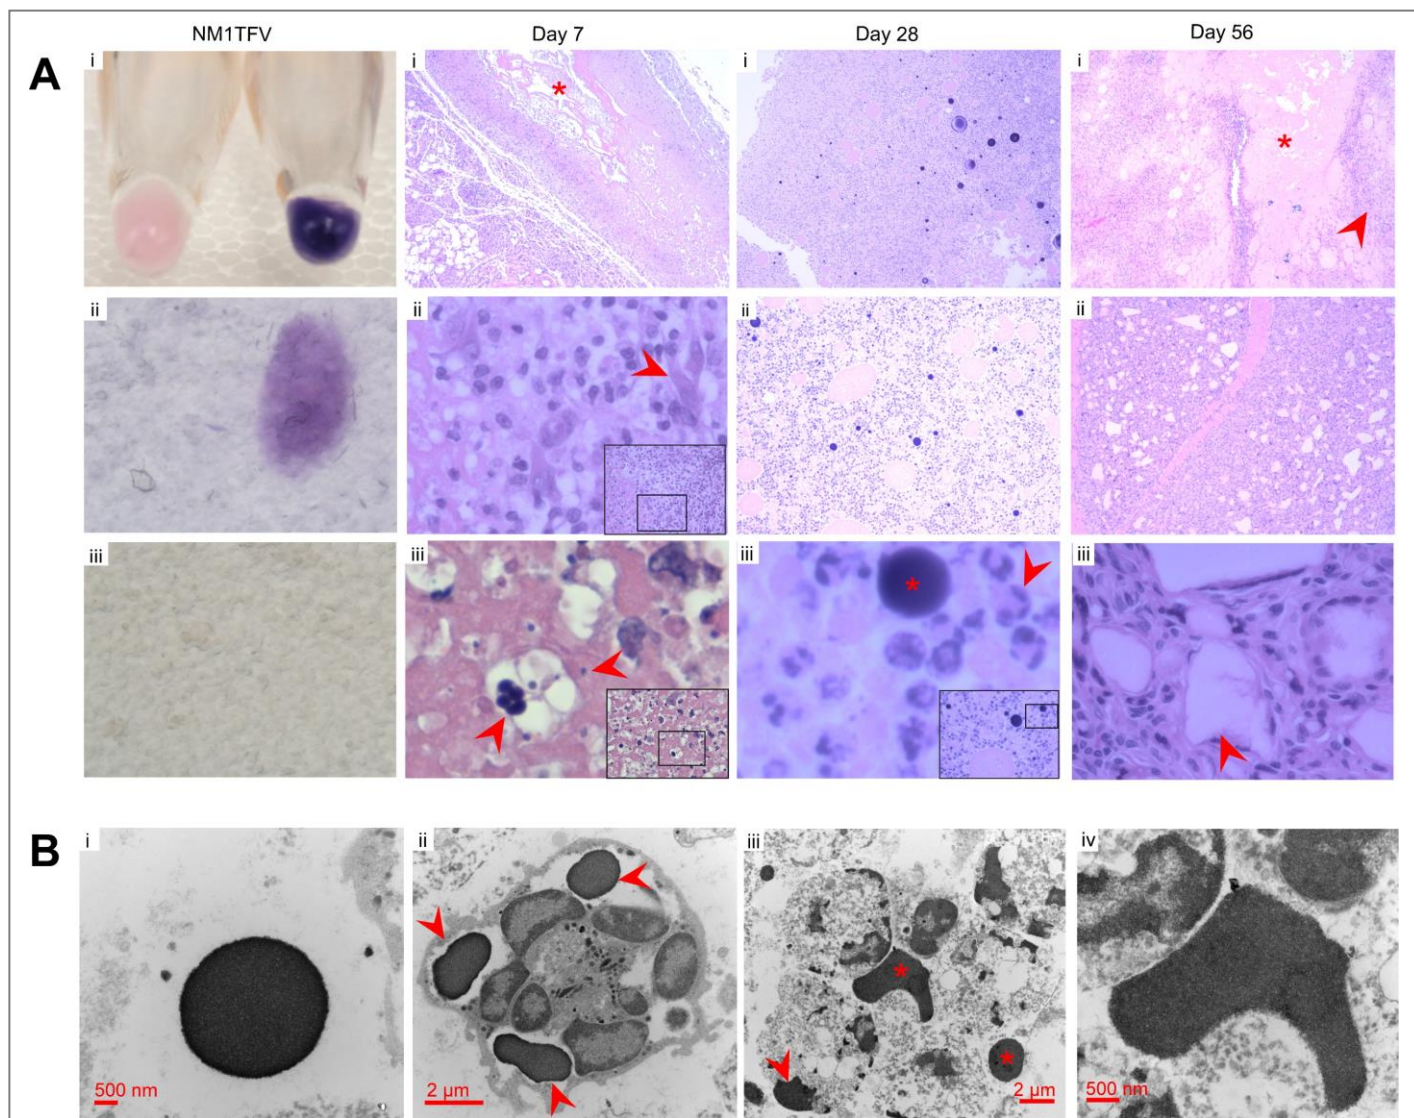 NM1TFV Day 7 Day 28 Day 56
A i i i i
ii ii ii ii
iii iii iii iii
B i ii iii iv
500 nm 2 µm 2 µm 500 nm